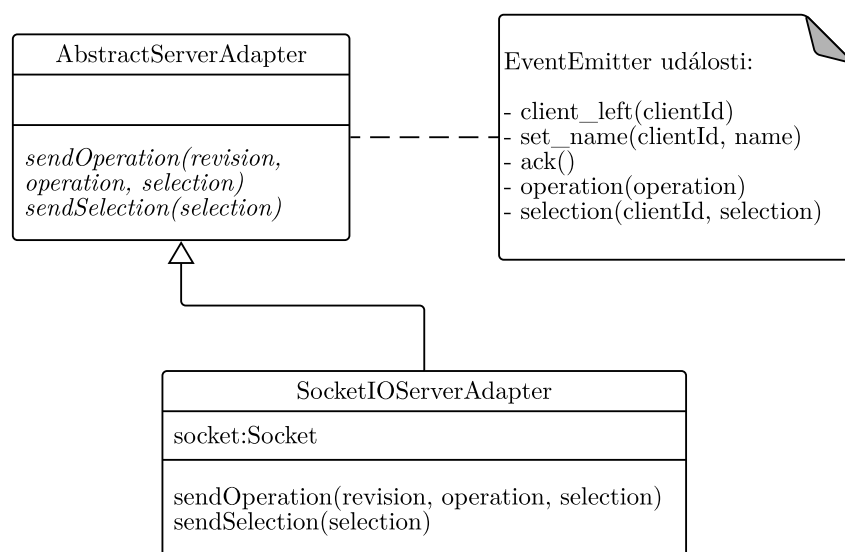 AbstractServerAdapter
sendOperation(revision,
operation, selection)
sendSelection(selection)
EventEmitter události:
- client_left(clientId)
- set_name(clientId, name)
- ack()
- operation(operation)
- selection(clientId, selection)
SocketIOServerAdapter
socket:Socket
sendOperation(revision, operation, selection)
sendSelection(selection)